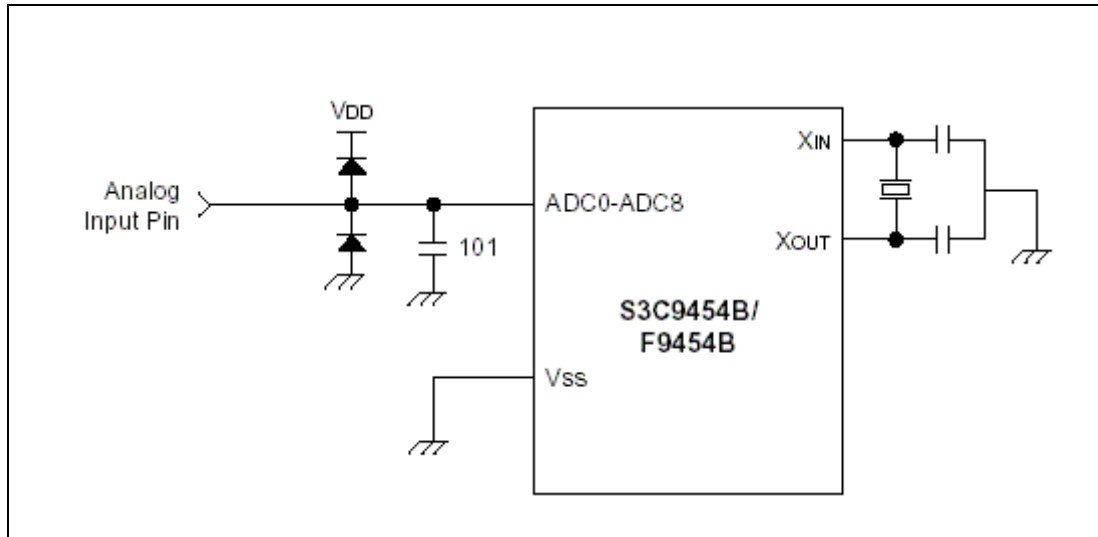 VDD
Analog
Input Pin
ADC0-ADC8
101
XIN
XOUT
S3C9454B/
F9454B
VSS